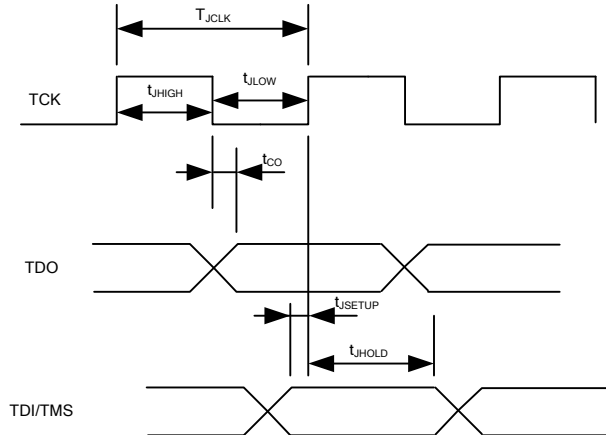 TJCLK
tJHIGH
tJLOW
TCK
tCO
TDO
tJSETUP
tJHOLD
TDI/TMS